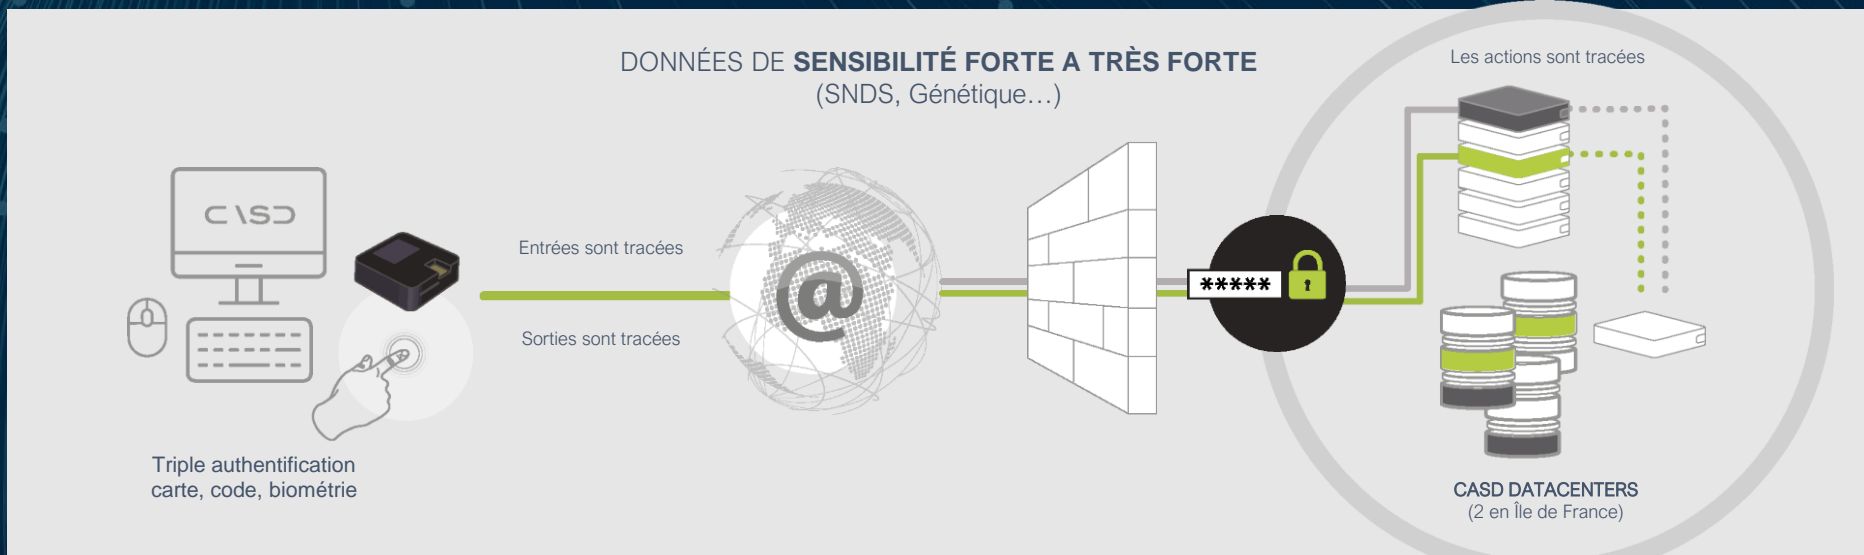 DONNÉES DE SENSIBILITÉ FORTE A TRÈS FORTE
(SNDS, Génétique…)
Les actions sont tracées
CASD
Entrées sont tracées
@
*****
Sorties sont tracées
Triple authentification
carte, code, biométrie
CASD DATACENTERS
(2 en Île de France)